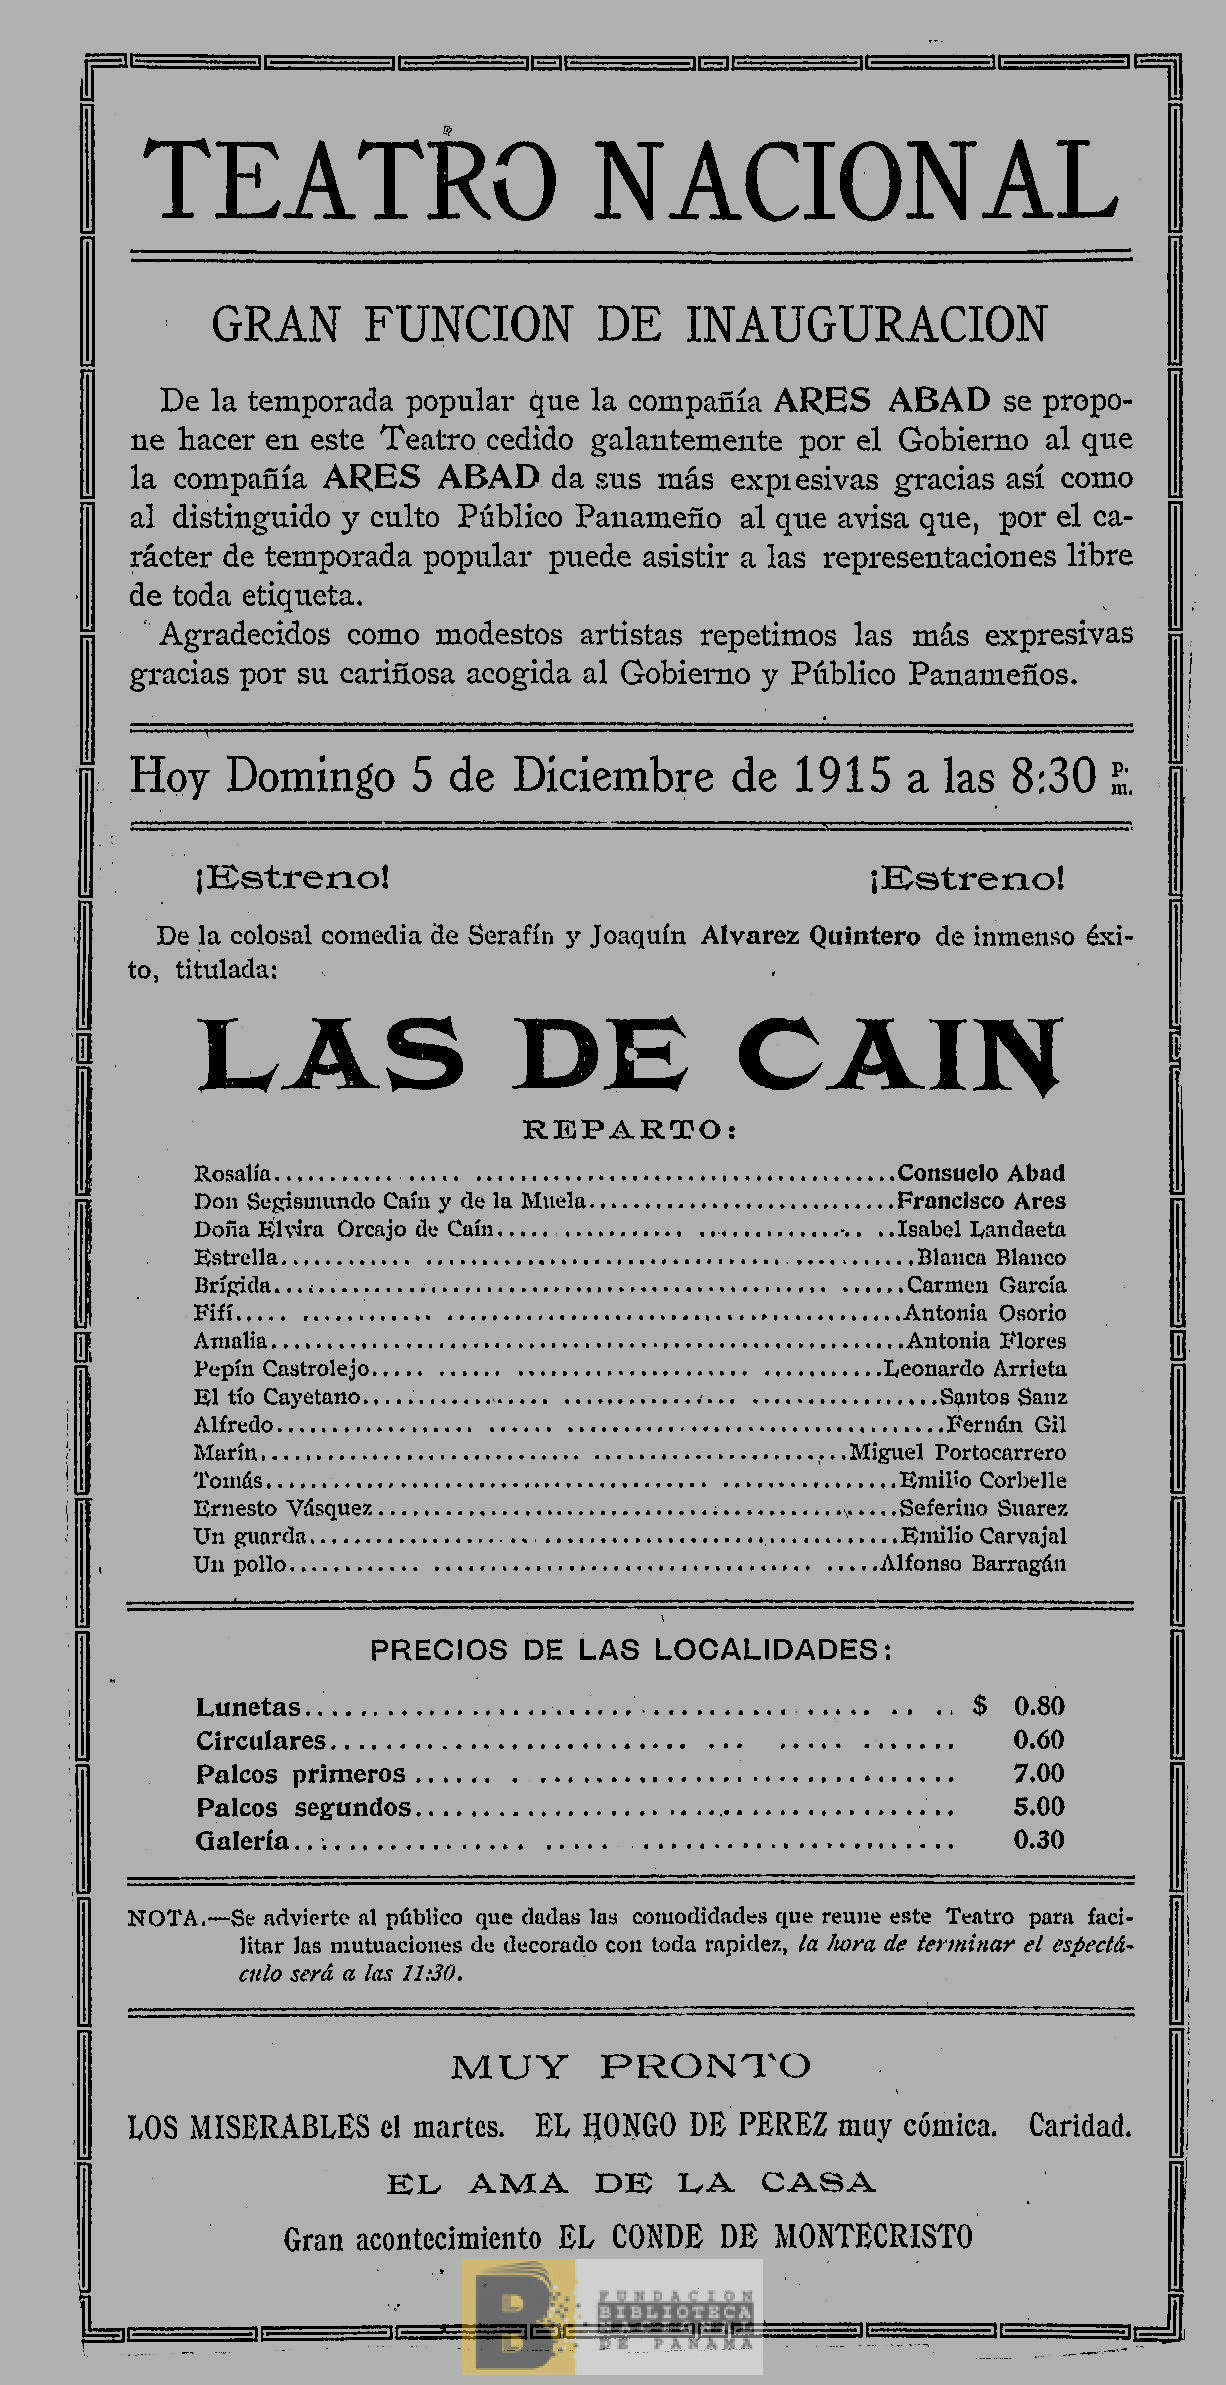 TEATRO NACIONAL
GRAN FUNCION DE INAUGURACION
De la temporada popular que la compañía ARES ABAD se propo-
ne hacer en este Teatro cedido galantemente por el Gobierno al que
la compañía ARES ABAD da sus más expresivas gracias así como
al distinguido y culto Público Panameño al que avisa que, por el ca-
rácter de temporada popular puede asistir a las representaciones libre
de toda etiqueta.
Agradecidos como modestos artistas repetimos las más expresivas
gracias por su cariñosa acogida al Gobierno y Público Panameños.
Hoy Domingo 5 de Diciembre de 1915 a las 8:30 p. m.
¡Estreno! ¡Estreno!
De la colosal comedia de Serafín y Joaquín Alvarez Quintero de inmenso éxi-
to, titulada:
LAS DE CAIN
REPARTO:
Rosalía........Consuelo Abad
Don Segismundo Caín y de la Muela........Francisco Ares
Doña Elvira Orcajo de Caín........Isabel Landaeta
Estrella........Blanca Blanco
Brígida........Carmen García
Fifí........Antonia Osorio
Amalia........Antonia Flores
Pepín Castrolejo........Leonardo Arrieta
El tío Cayetano........Santos Sanz
Alfredo........Fernán Gil
Marín........Miguel Portocarrero
Tomás........Emilio Corbelle
Ernesto Vásquez........Seferino Suarez
Un guarda........Emilio Carvajal
Un pollo........Alfonso Barragán
PRECIOS DE LAS LOCALIDADES:
Lunetas........$ 0.80
Circulares........0.60
Palcos primeros........7.00
Palcos segundos........5.00
Galería........0.30
NOTA.—Se advierte al público que dadas las comodidades que reune este Teatro para faci-
litar las mutuaciones de decorado con toda rapidez, la hora de terminar el espectá-
culo será a las 11:30.
MUY PRONTO
LOS MISERABLES el martes. EL HONGO DE PEREZ muy cómica. Caridad.
EL AMA DE LA CASA
Gran acontecimiento EL CONDE DE MONTECRISTO
B FUNDACION
BIBLIOTECA
DE PANAMA